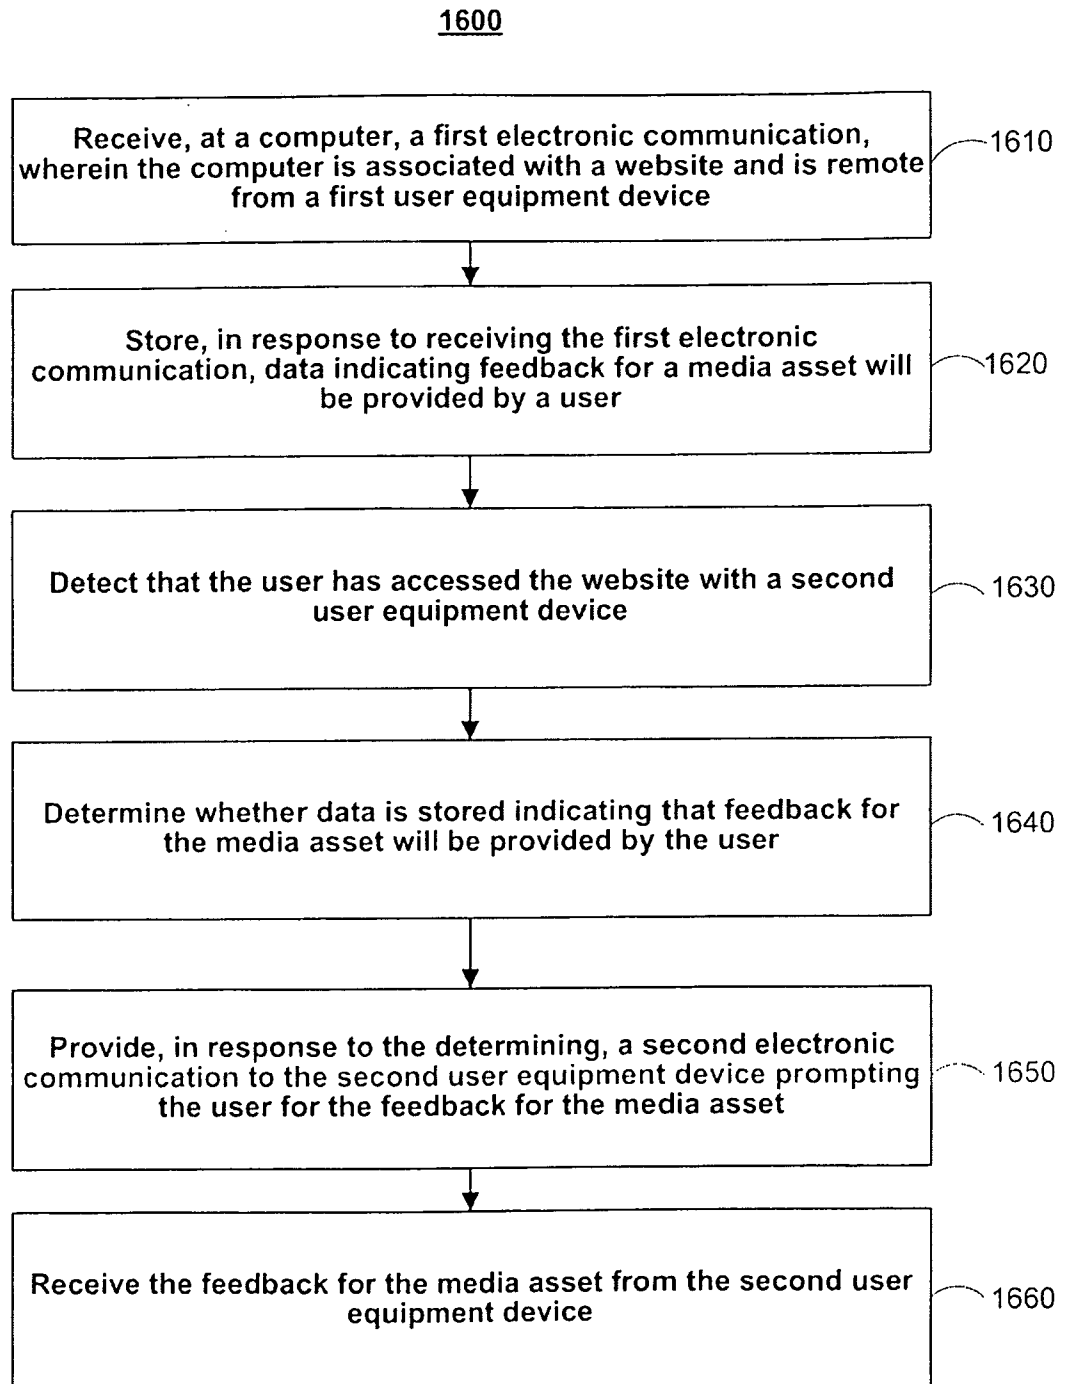 1600
Receive, at a computer, a first electronic communication,
wherein the computer is associated with a website and is remote
from a first user equipment device
1610
Store, in response to receiving the first electronic
communication, data indicating feedback for a media asset will
be provided by a user
1620
Detect that the user has accessed the website with a second
user equipment device
1630
Determine whether data is stored indicating that feedback for
the media asset will be provided by the user
1640
Provide, in response to the determining, a second electronic
communication to the second user equipment device prompting
the user for the feedback for the media asset
1650
Receive the feedback for the media asset from the second user
equipment device
1660